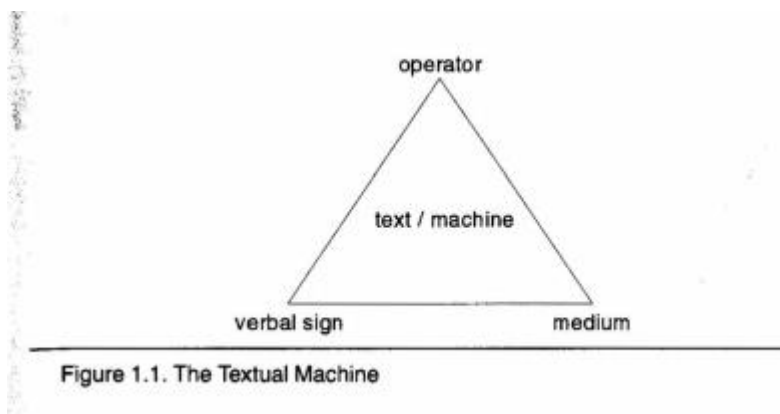 operator
text / machine
verbal sign medium
Figure 1.1. The Textual Machine